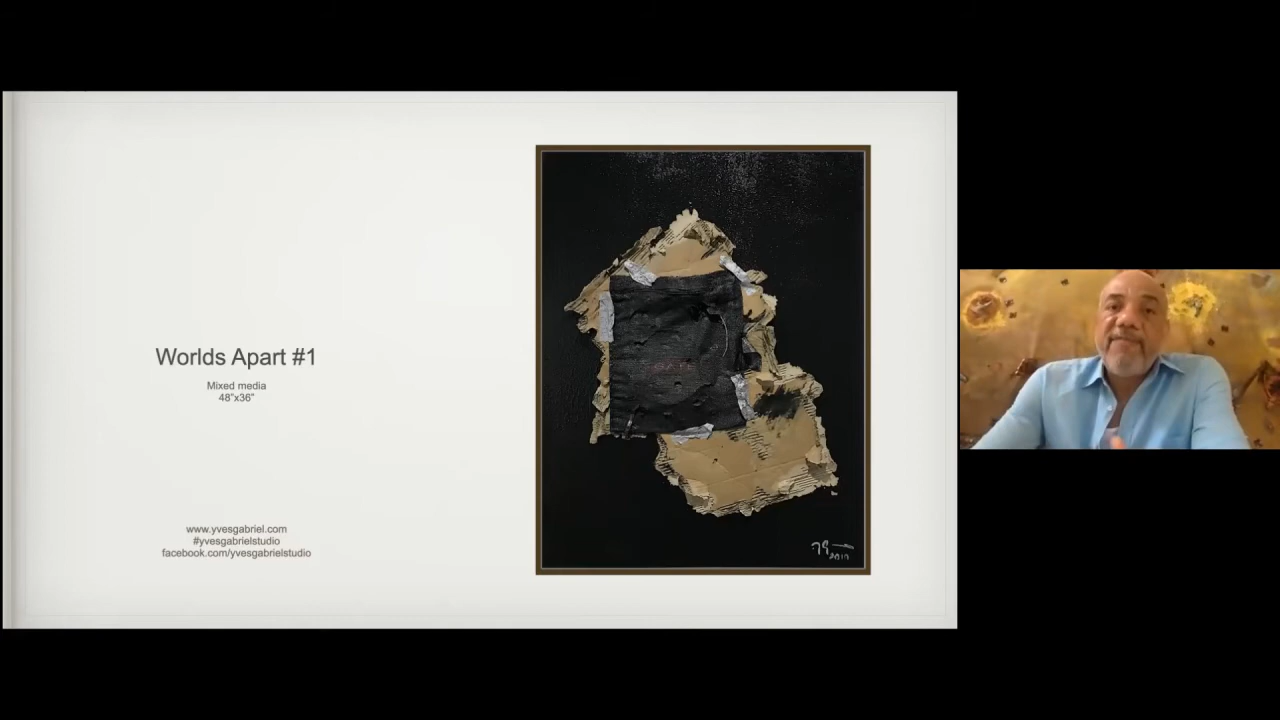 Worlds Apart #1
Mixed media
48"x36"
www.yvesgabriel.com
#yvesgabrielstudio
facebook.com/yvesgabrielstudio